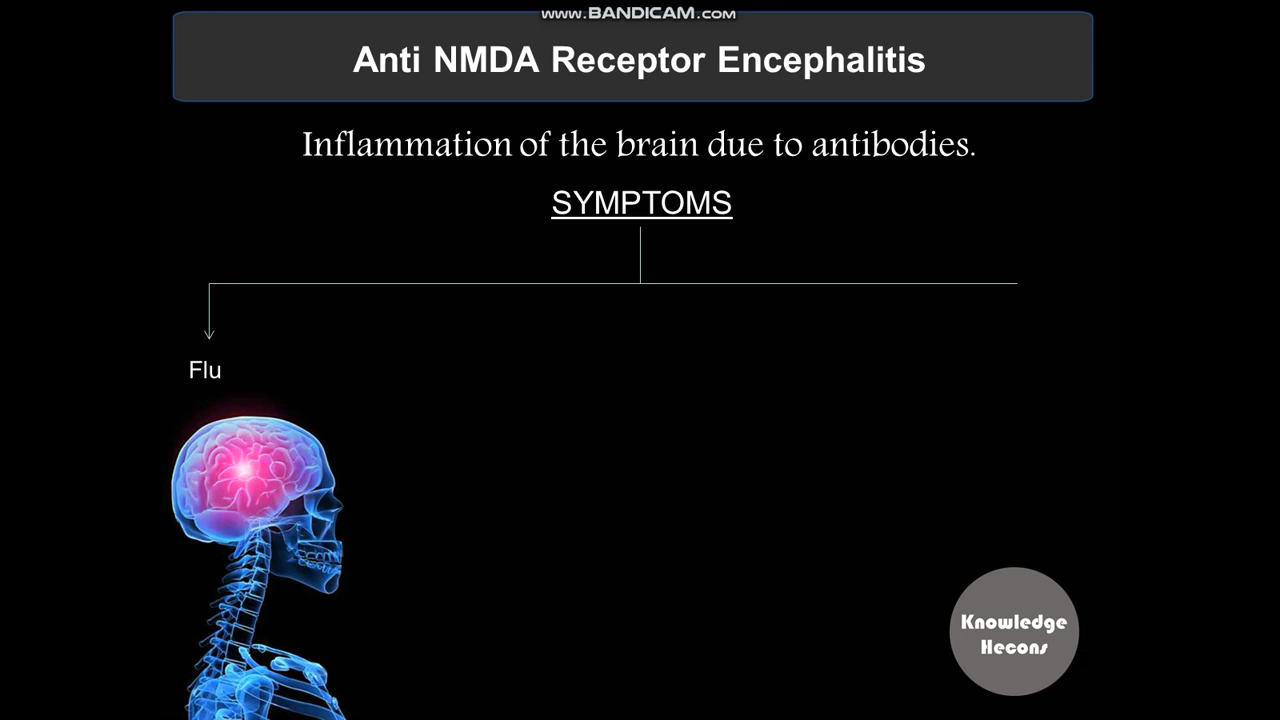 www.BANDICAM.com
Anti NMDA Receptor Encephalitis
Inflammation of the brain due to antibodies.
SYMPTOMS
Flu
Knowledge
Hecons